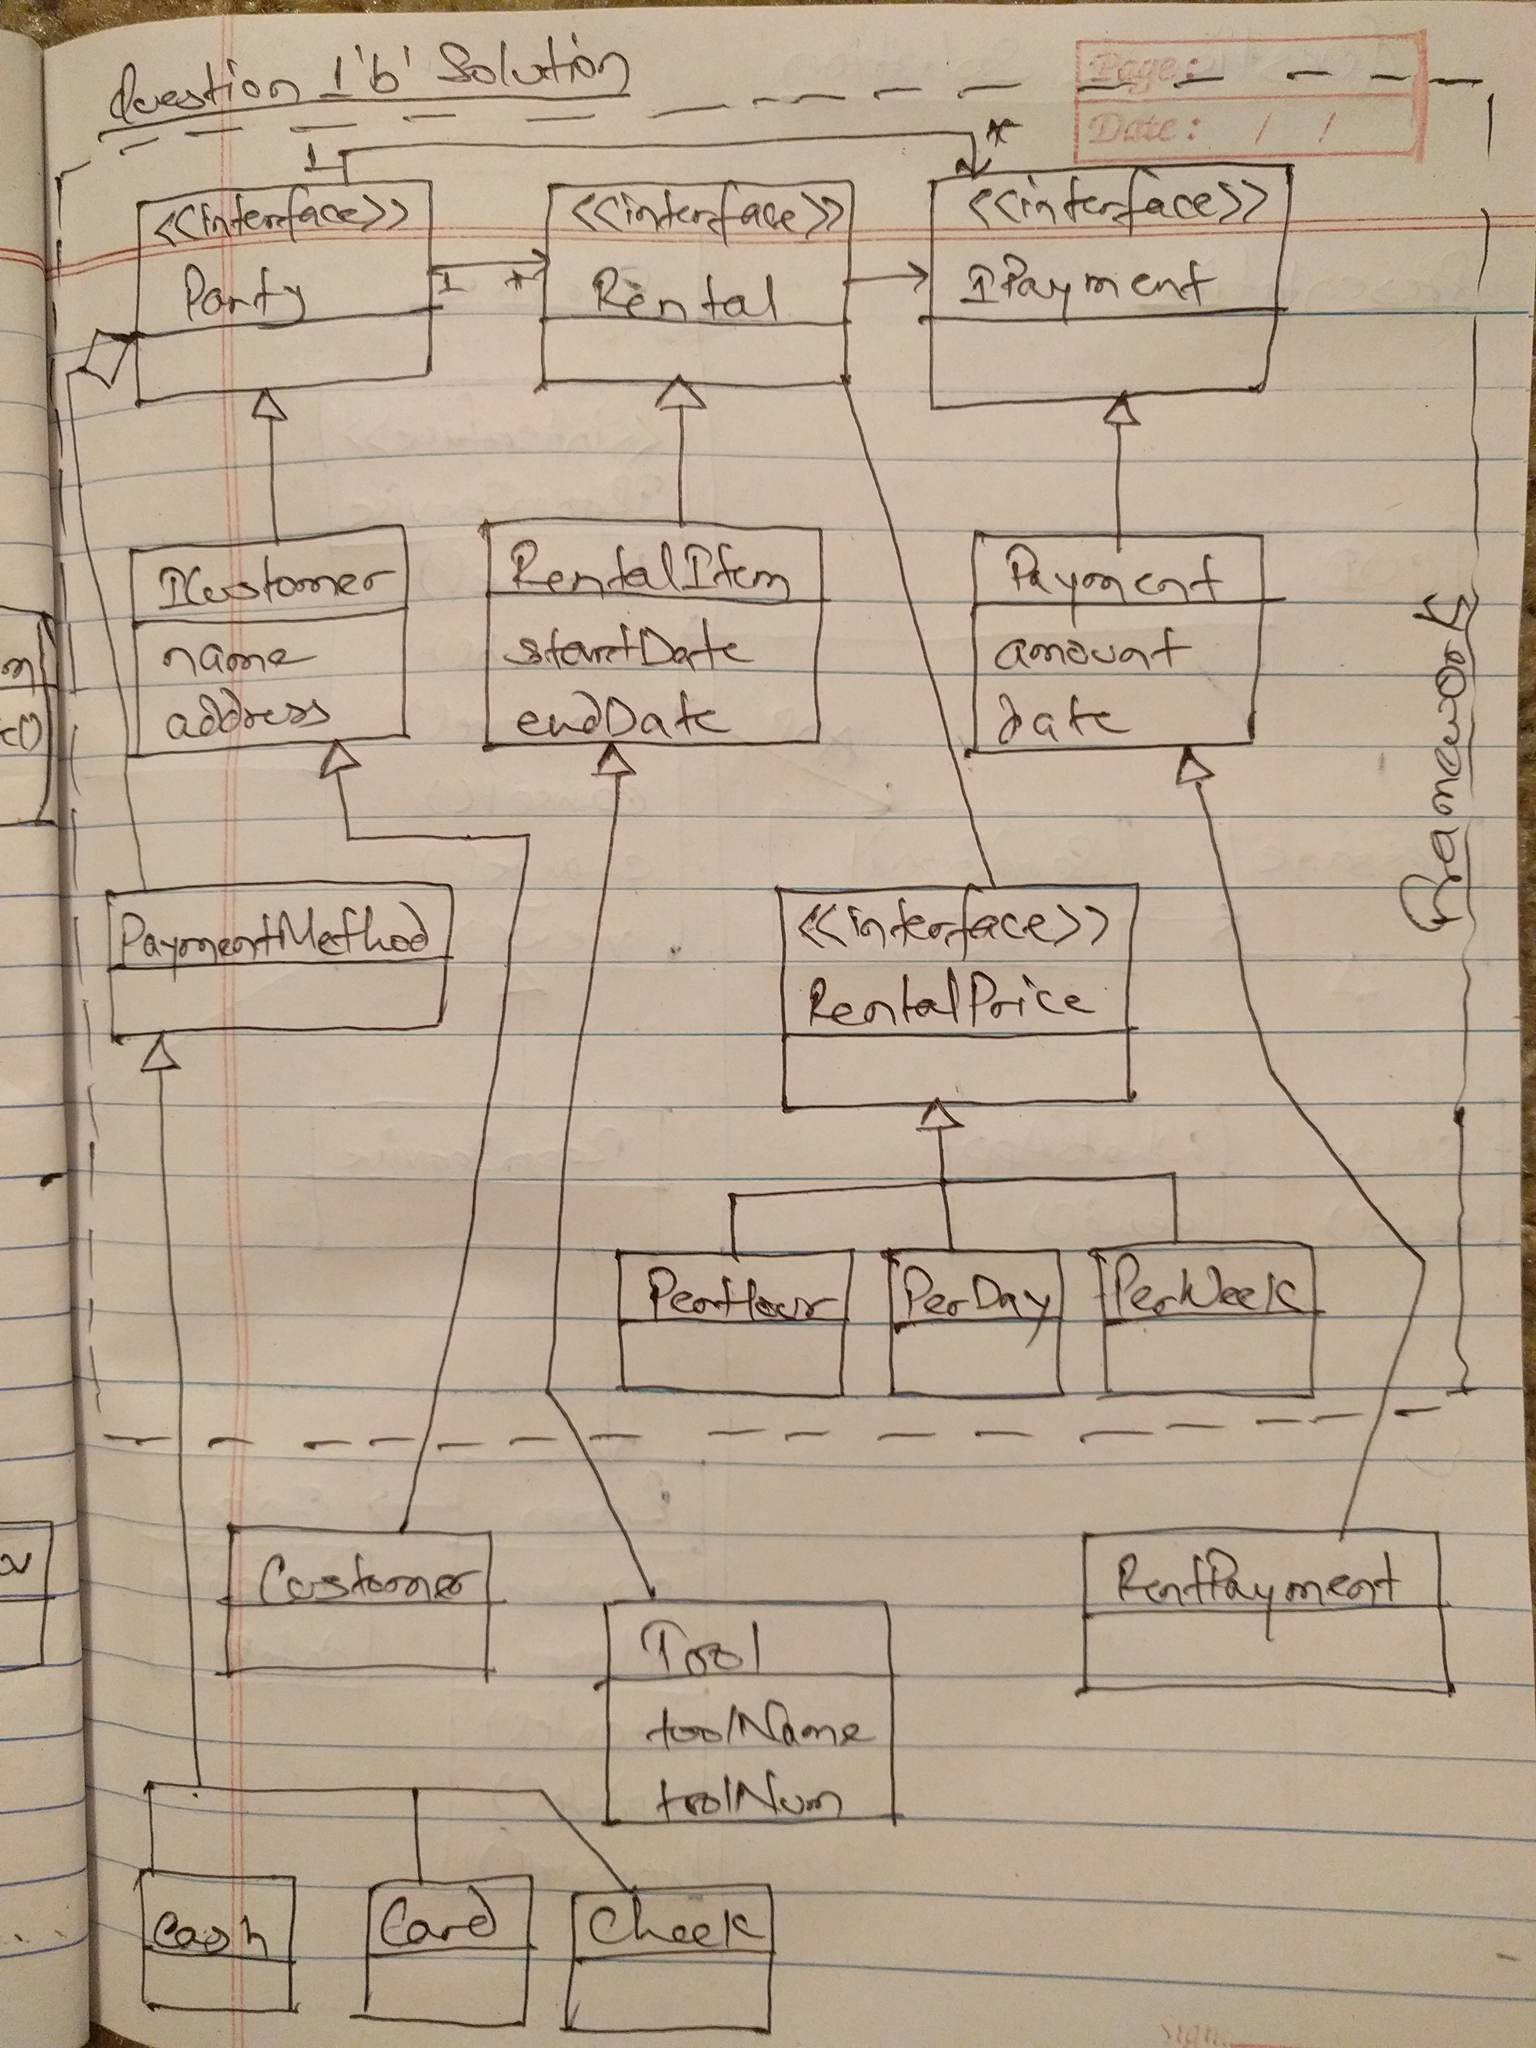 Question 1 'b' Solution
Page:
Date: / /
1
*
<<interface>>
Party
<<interface>>
Rental
<<interface>>
IPayment
1 *
ICustomer
name
address
RentalItem
startDate
endDate
Payment
amount
date
Framework
PaymentMethod
<<interface>>
RentalPrice
PerHour
PerDay
PerWeek
Customer
Tool
toolName
toolNum
RentPayment
Cash
Card
Check